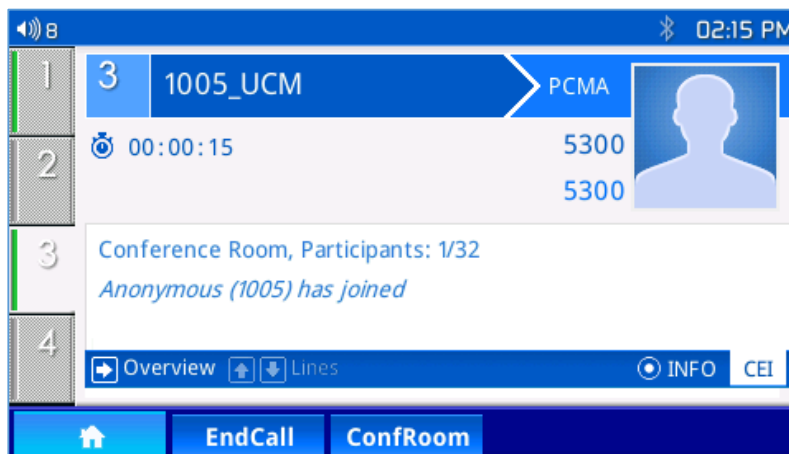 8 02:15 PM
1
2
3
4
3 1005_UCM PCMA
00:00:15 5300
5300
Conference Room, Participants: 1/32
Anonymous (1005) has joined
Overview Lines INFO CEI
EndCall ConfRoom